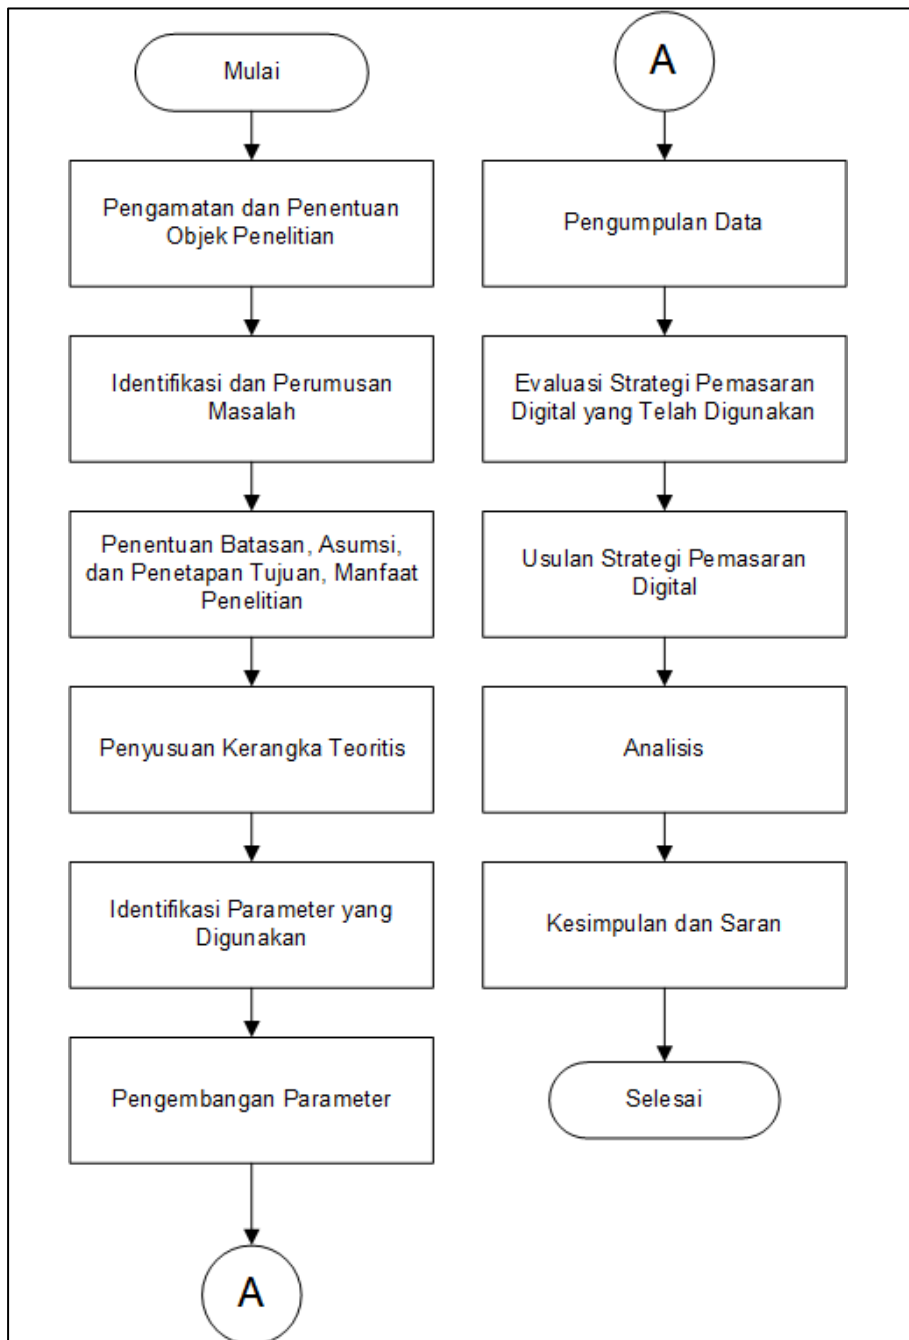 Mulai
Pengamatan dan Penentuan
Objek Penelitian
Identifikasi dan Perumusan
Masalah
Penentuan Batasan, Asumsi,
dan Penetapan Tujuan, Manfaat
Penelitian
Penyusuan Kerangka Teoritis
Identifikasi Parameter yang
Digunakan
Pengembangan Parameter
A
A
Pengumpulan Data
Evaluasi Strategi Pemasaran
Digital yang Telah Digunakan
Usulan Strategi Pemasaran
Digital
Analisis
Kesimpulan dan Saran
Selesai